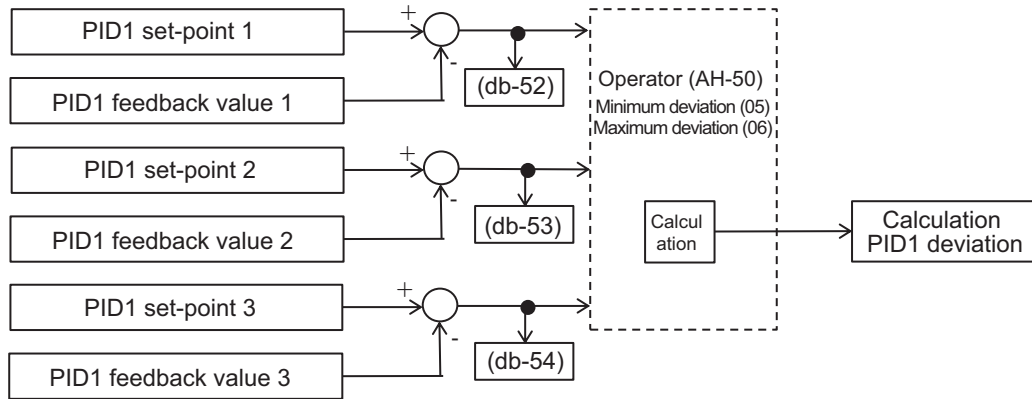 PID1 set-point 1
+
-
(db-52)
PID1 feedback value 1
Operator (AH-50)
Minimum deviation (05)
Maximum deviation (06)
PID1 set-point 2
+
-
(db-53)
PID1 feedback value 2
Calcul
ation
Calculation
PID1 deviation
PID1 set-point 3
+
-
(db-54)
PID1 feedback value 3